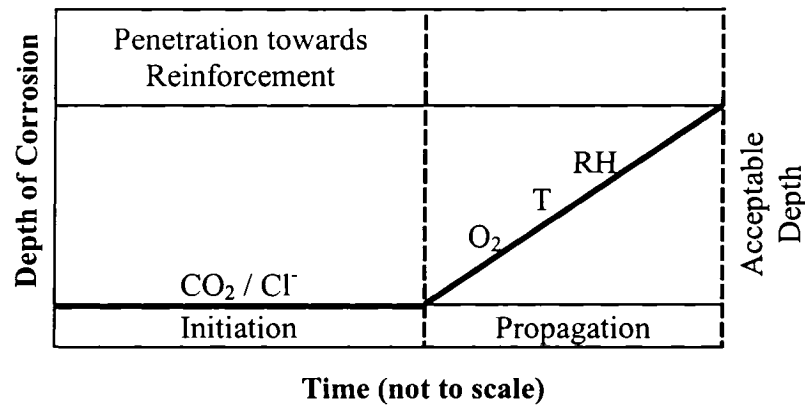 Penetration towards
Reinforcement
Depth of Corrosion
RH
T
O₂
CO₂ / Cl⁻
Acceptable
Depth
Initiation
Propagation
Time (not to scale)